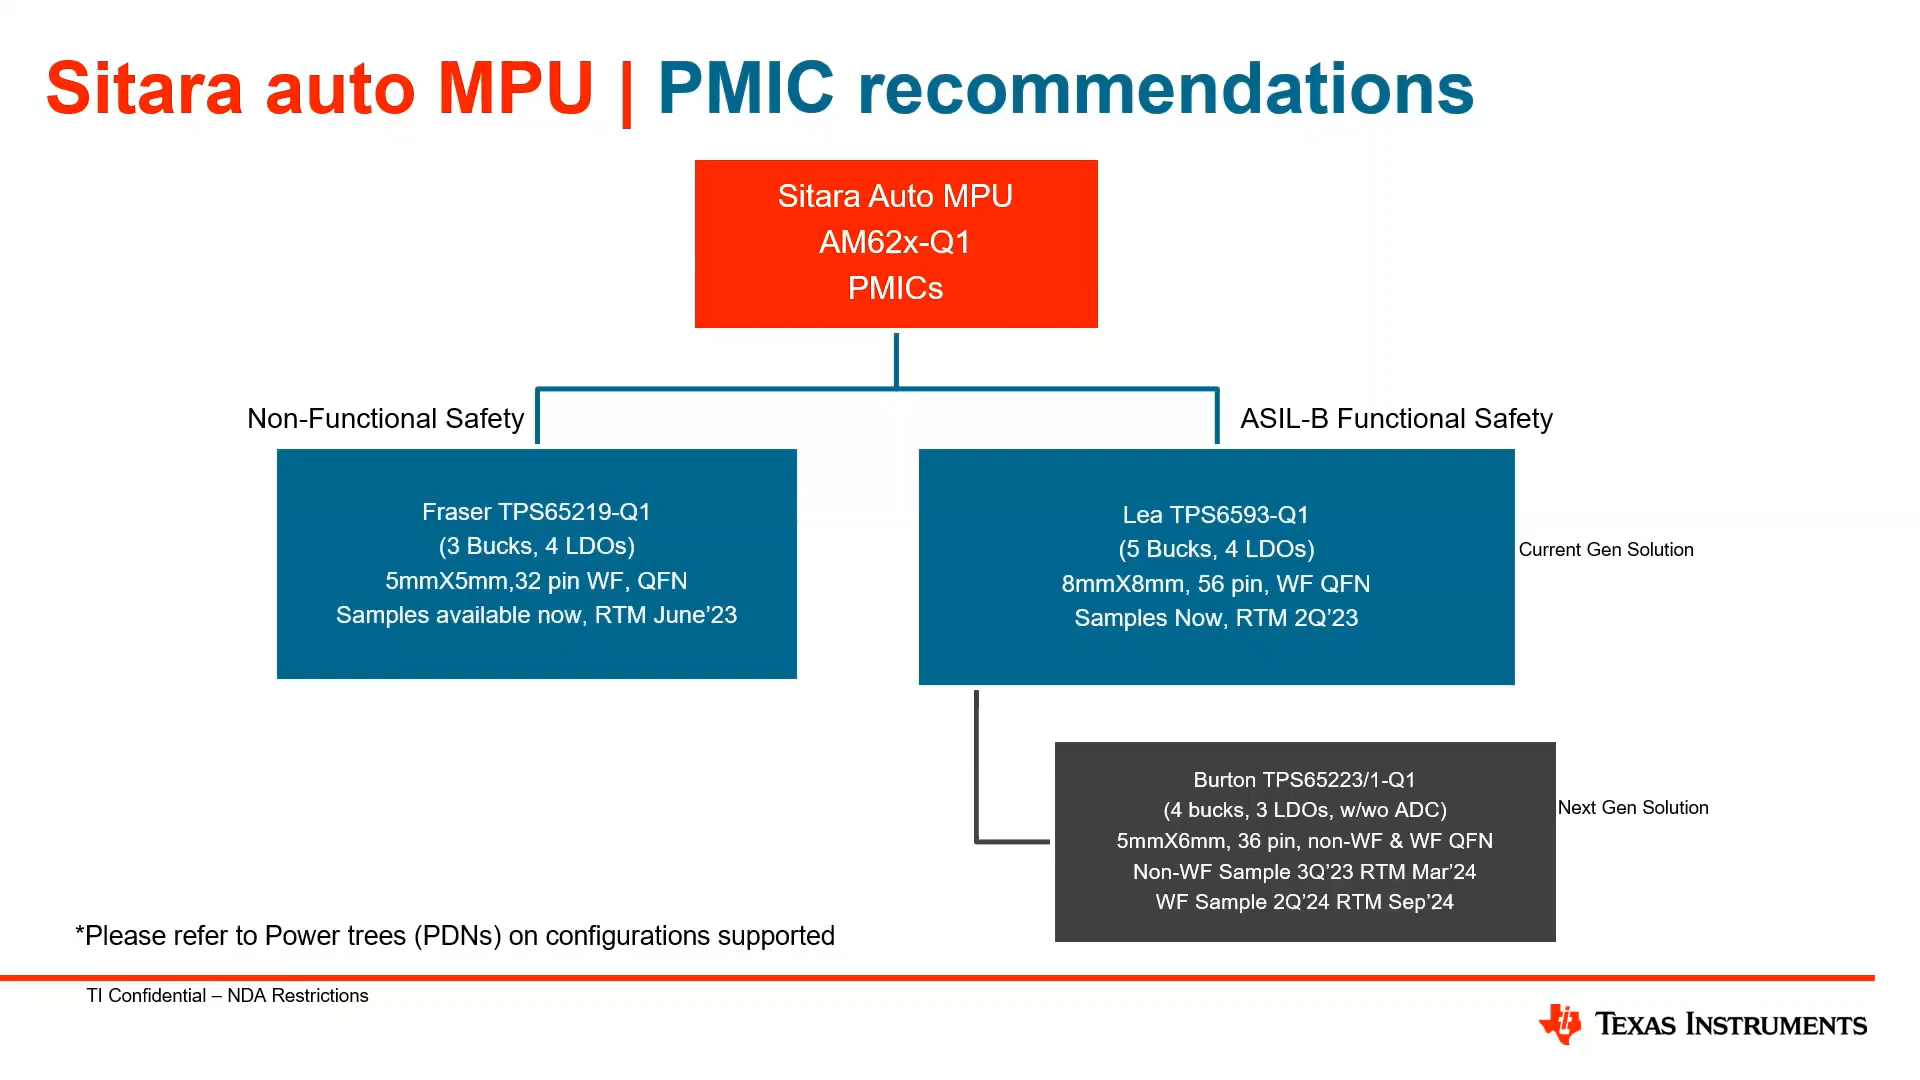 Sitara auto MPU | PMIC recommendations
Sitara Auto MPU
AM62x-Q1
PMICs
Non-Functional Safety
ASIL-B Functional Safety
Fraser TPS65219-Q1
(3 Bucks, 4 LDOs)
5mmX5mm,32 pin WF, QFN
Samples available now, RTM June’23
Lea TPS6593-Q1
(5 Bucks, 4 LDOs)
8mmX8mm, 56 pin, WF QFN
Samples Now, RTM 2Q’23
Current Gen Solution
Burton TPS65223/1-Q1
(4 bucks, 3 LDOs, w/wo ADC)
5mmX6mm, 36 pin, non-WF & WF QFN
Non-WF Sample 3Q’23 RTM Mar’24
WF Sample 2Q’24 RTM Sep’24
Next Gen Solution
*Please refer to Power trees (PDNs) on configurations supported
TI Confidential – NDA Restrictions
TEXAS INSTRUMENTS